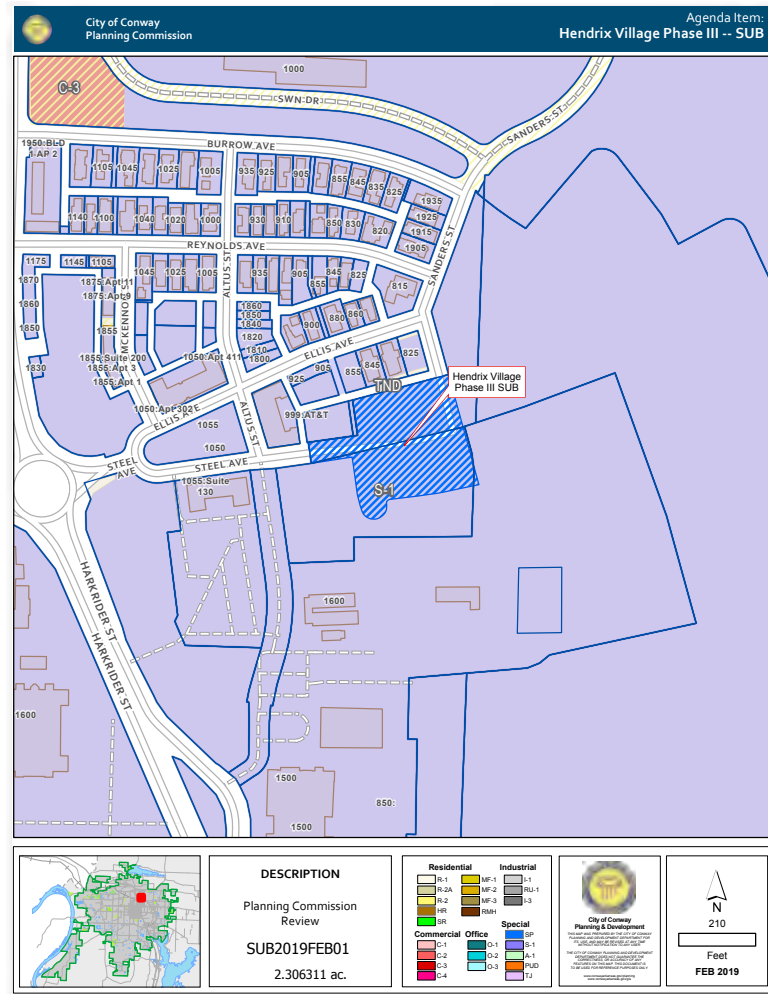 City of Conway
Planning Commission
Agenda Item:
Hendrix Village Phase III -- SUB
C-3
1000
SWN DR
SANDERS ST
1950:BLD
1 AP 2
BURROW AVE
1105 1045 1025 1005 935 925 905 855 845 835 825
1935
1925
1915
1905
1140 1100 1040 1020 1000 930 910 850 830 820
REYNOLDS AVE
SANDERS ST
1175 1145 1105
1045 1025 1005 935 905 855 845 825
815
1870
1860
1850
1830
1875:Apt 11
1875:Apt 9
1855
MCKENNON ST
ALTUS ST
1860
1850
1840
1820
1810
1800
900 880 860
1855:Suite 200
1855:Apt 3
1855:Apt 1
1050:Apt 411
ELLIS AVE
925 905 855 845 825
Hendrix Village
Phase III SUB
TND
1050:Apt 302
ELLIS AVE
999:AT&T
ALTUS ST
1055
1050
STEEL AVE
STEEL AVE
1055:Suite
130
S-1
HARKRIDER ST
HARKRIDER ST
1600
1600
1500
1500
850:
DESCRIPTION
Planning Commission
Review
SUB2019FEB01
2.306311 ac.
Residential
R-1
R-2A
R-2
HR
SR
MF-1
MF-2
MF-3
RMH
Industrial
I-1
RU-1
I-3
Commercial
C-1
C-2
C-3
C-4
Office
O-1
O-2
O-3
Special
SP
S-1
A-1
PUD
TJ
City of Conway
Planning & Development
N
210
Feet
FEB 2019